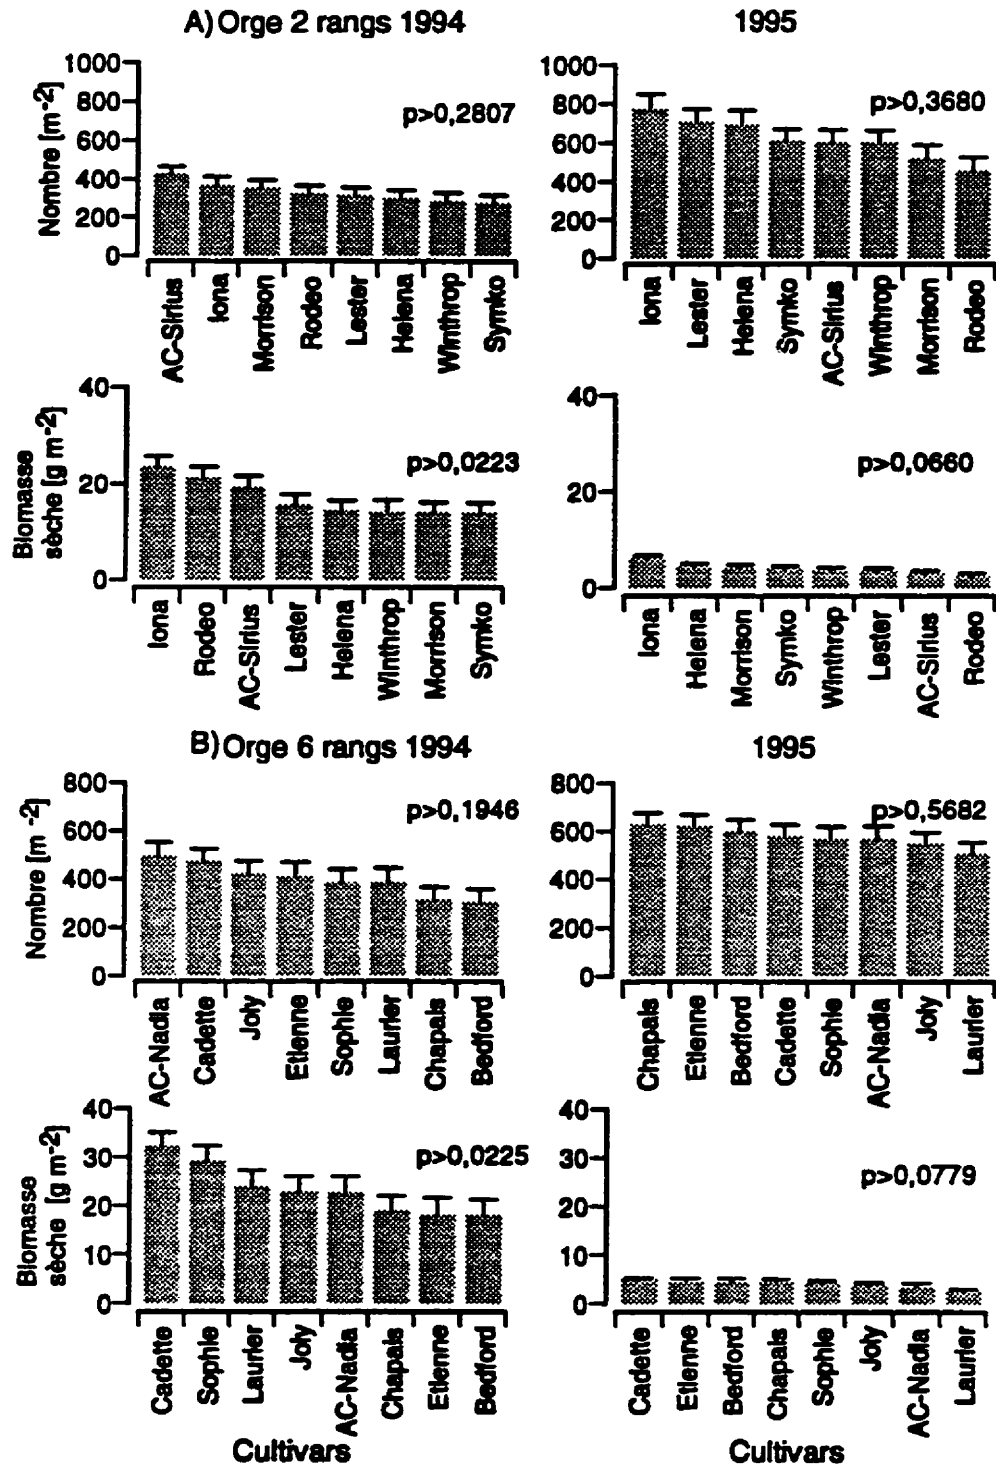 A) Orge 2 rangs 1994
1995
Nombre [m⁻²]
1000
800
600
400
200
0
p>0,2807
AC-Sirius
Iona
Morrison
Rodeo
Lester
Helena
Winthrop
Symko
1000
800
600
400
200
0
p>0,3680
Iona
Lester
Helena
Symko
AC-Sirius
Winthrop
Morrison
Rodeo
Biomasse
sèche [g m⁻²]
40
20
0
p>0,0223
Iona
Rodeo
AC-Sirius
Lester
Helena
Winthrop
Morrison
Symko
40
20
0
p>0,0660
Iona
Helena
Morrison
Symko
Winthrop
Lester
AC-Sirius
Rodeo
B) Orge 6 rangs 1994
1995
Nombre [m⁻²]
800
600
400
200
0
p>0,1946
AC-Nadia
Cadette
Joly
Etienne
Sophie
Laurier
Chapais
Bedford
800
600
400
200
0
p>0,5682
Chapais
Etienne
Bedford
Cadette
Sophie
AC-Nadia
Joly
Laurier
Biomasse
sèche [g m⁻²]
40
30
20
10
0
p>0,0225
Cadette
Sophie
Laurier
Joly
AC-Nadia
Chapais
Etienne
Bedford
Cultivars
40
30
20
10
0
p>0,0779
Cadette
Etienne
Bedford
Chapais
Sophie
Joly
AC-Nadia
Laurier
Cultivars